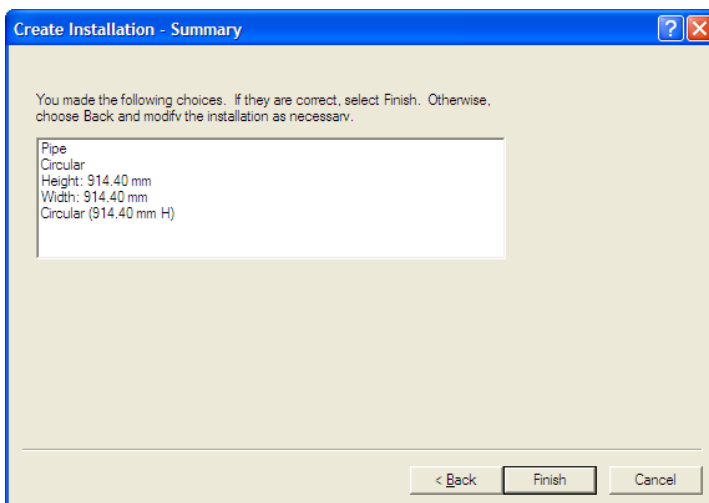 Create Installation - Summary
?
You made the following choices.  If they are correct, select Finish.  Otherwise,
choose Back and modify the installation as necessary.
Pipe
Circular
Height: 914.40 mm
Width: 914.40 mm
Circular (914.40 mm H)
< Back
Finish
Cancel